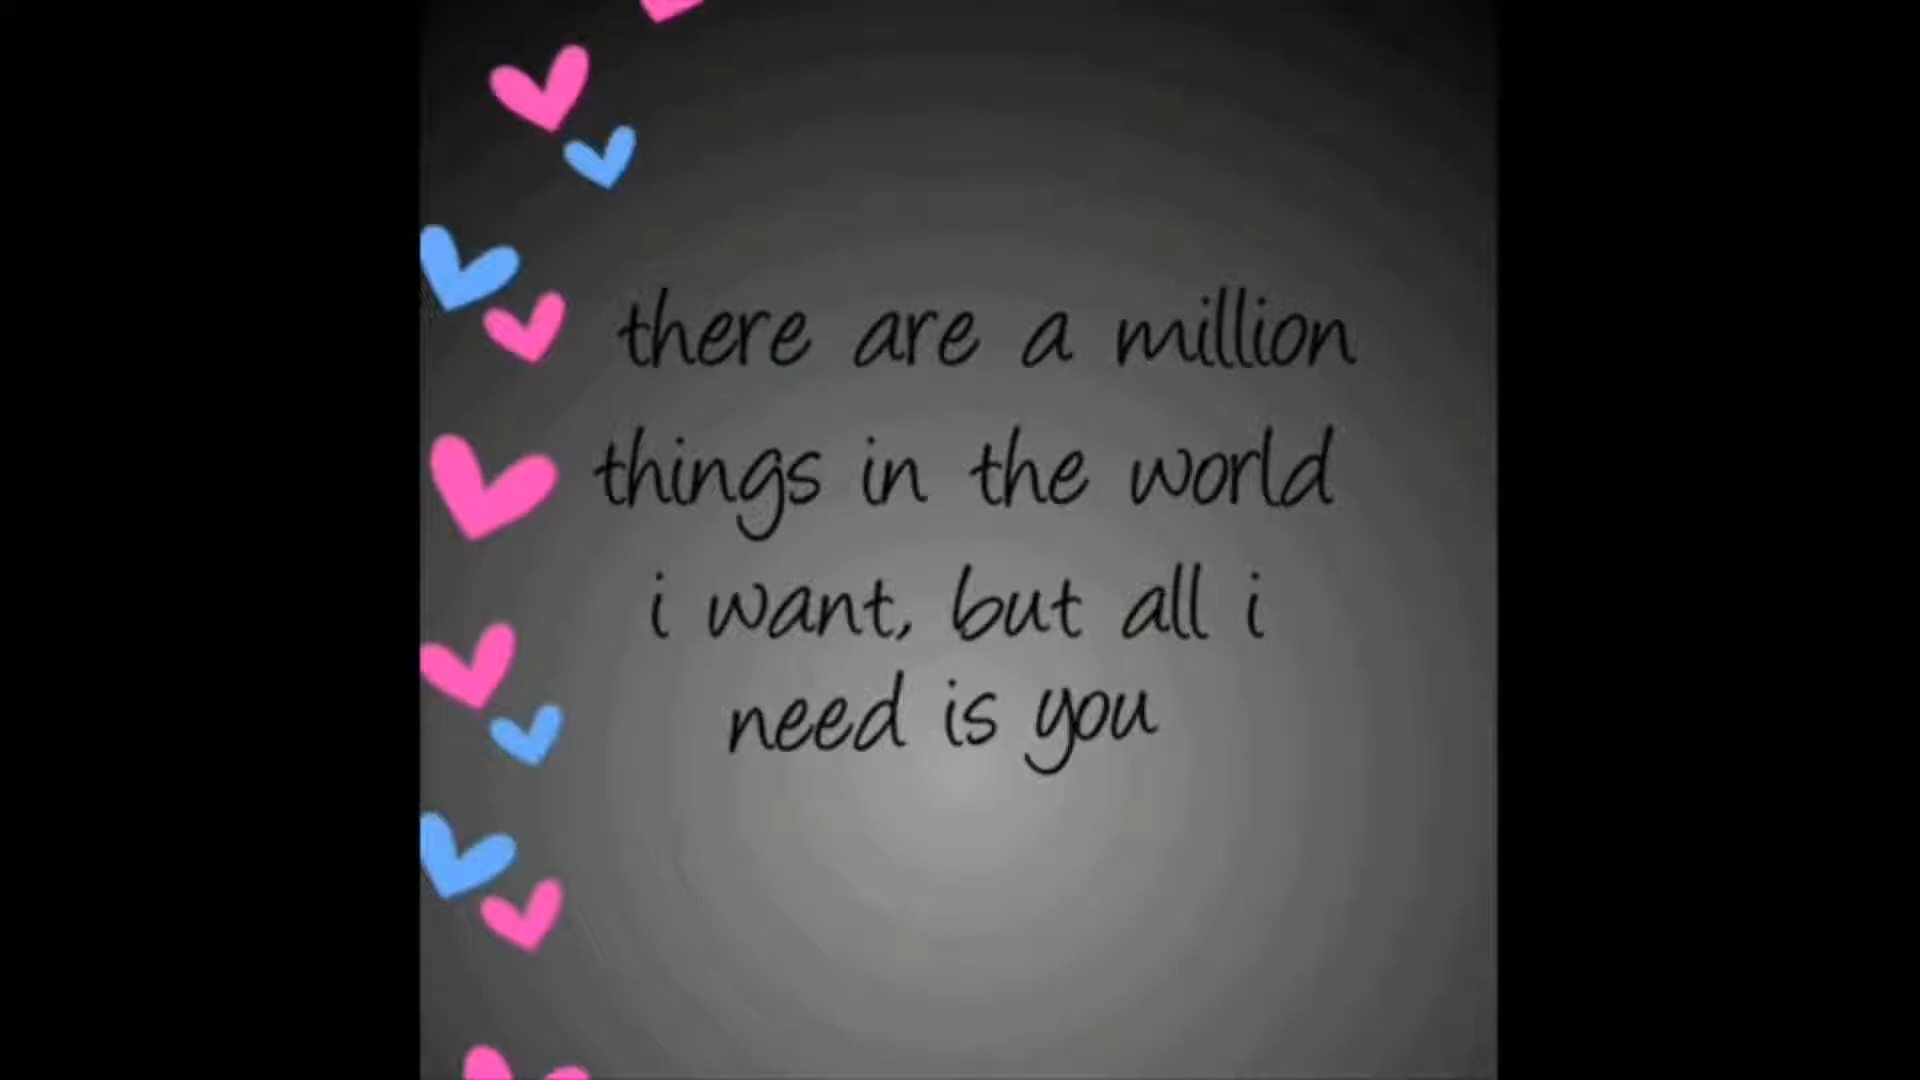 there are a million
things in the world
i want, but all i
need is you